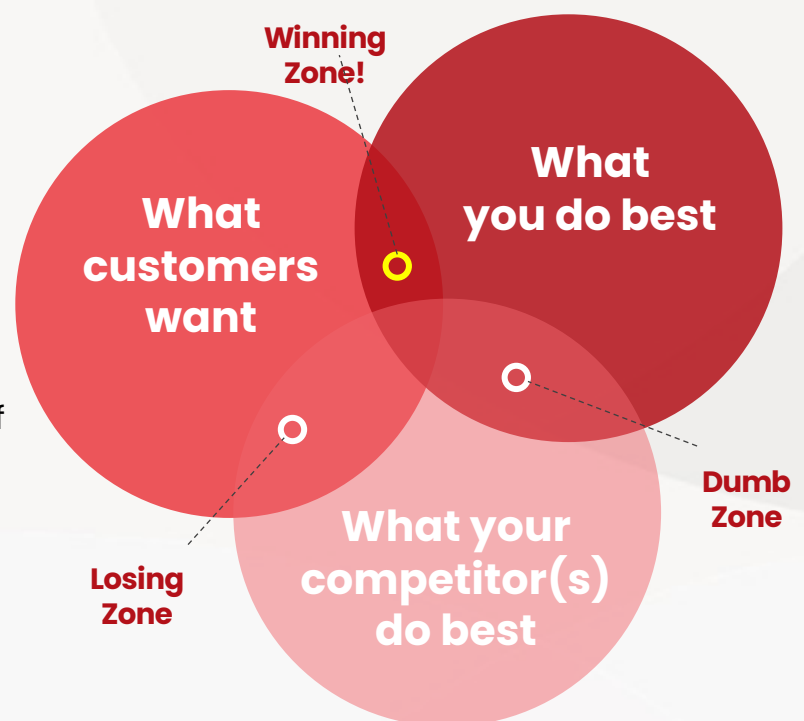 Winning
Zone!
What
you do best
What
customers
want
f
Dumb
Zone
What your
competitor(s)
do best
Losing
Zone